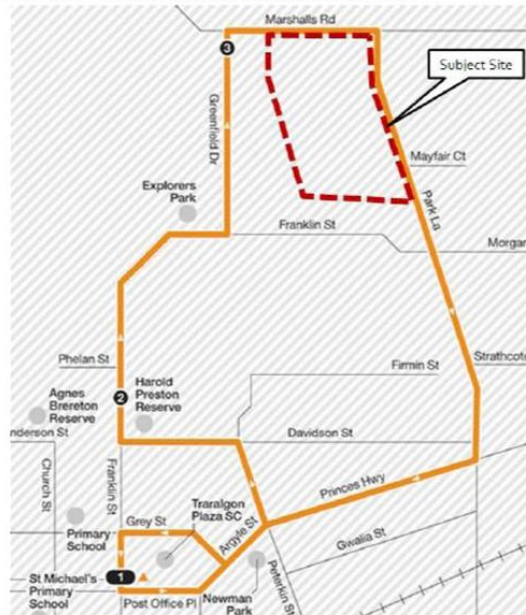 Marshalls Rd
3
Subject Site
Greenfield Dr
Mayfair Ct
Explorers
Park
Park La
Franklin St
Morgan
Phelan St
Firmin St
Strathcote
Harold
Preston
Reserve
2
Agnes
Brereton
Reserve
nderson St
Davidson St
Church St
Franklin St
Princes Hwy
Traralgon
Plaza SC
Grey St
Argyle St
Primary
School
Gwalia St
1
St Michael's
Primary
School
Newman
Park
Peterkin St
Post Office Pl